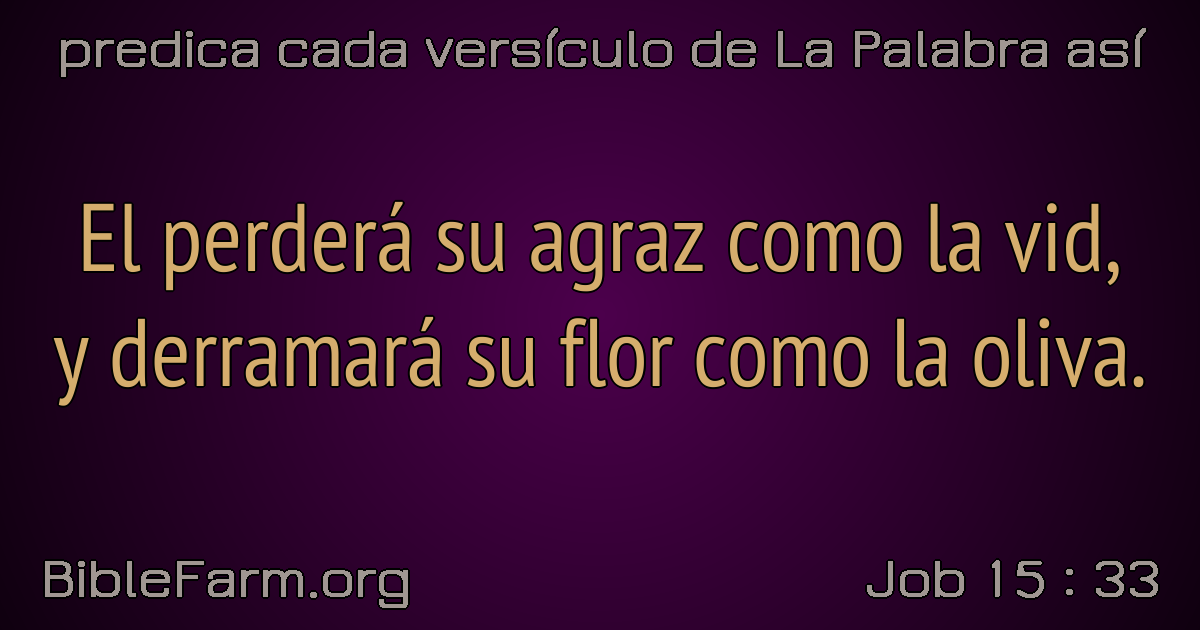 predica cada versículo de La Palabra así
El perderá su agraz como la vid,
y derramará su flor como la oliva.
BibleFarm.org
Job 15 : 33